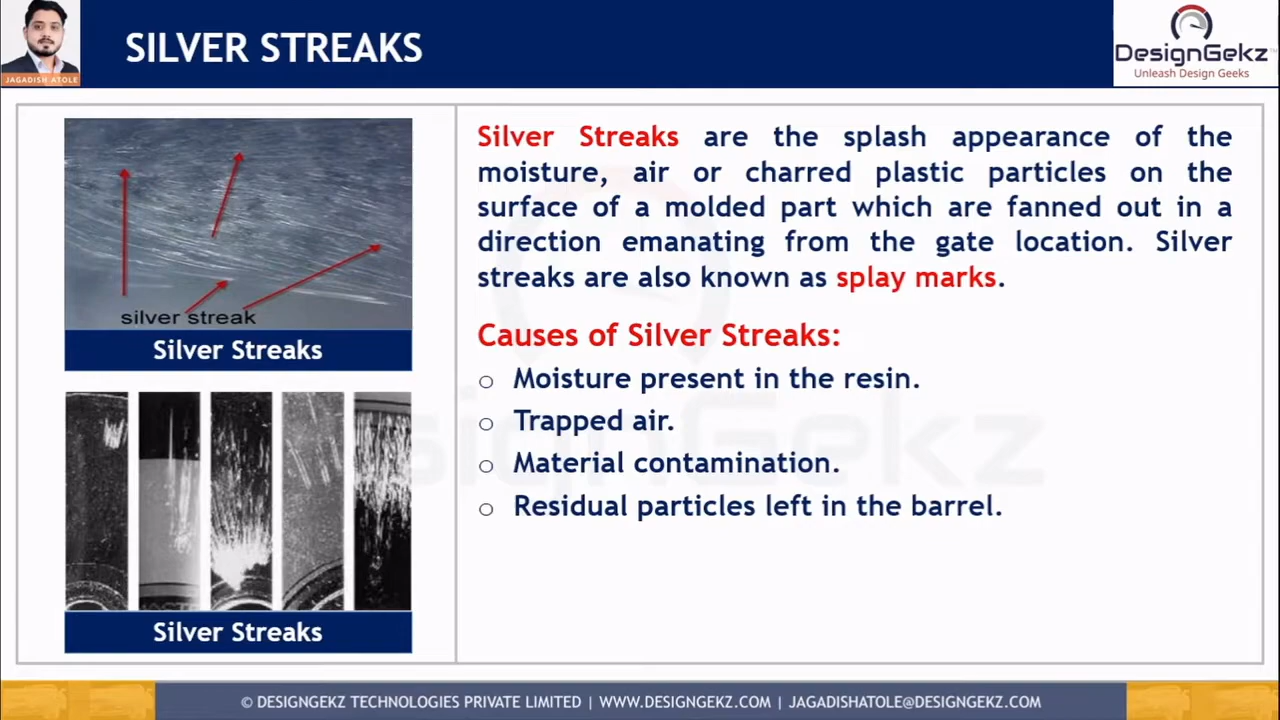 SILVER STREAKS
JAGADISH ATOLE
DesignGekz
Unleash Design Geeks
silver streak
Silver Streaks
Silver Streaks
Silver Streaks are the splash appearance of the
moisture, air or charred plastic particles on the
surface of a molded part which are fanned out in a
direction emanating from the gate location. Silver
streaks are also known as splay marks.
Causes of Silver Streaks:
Moisture present in the resin.
Trapped air.
Material contamination.
Residual particles left in the barrel.
DesignGekz
© DESIGNGEKZ TECHNOLOGIES PRIVATE LIMITED | WWW.DESIGNGEKZ.COM | JAGADISHATOLE@DESIGNGEKZ.COM